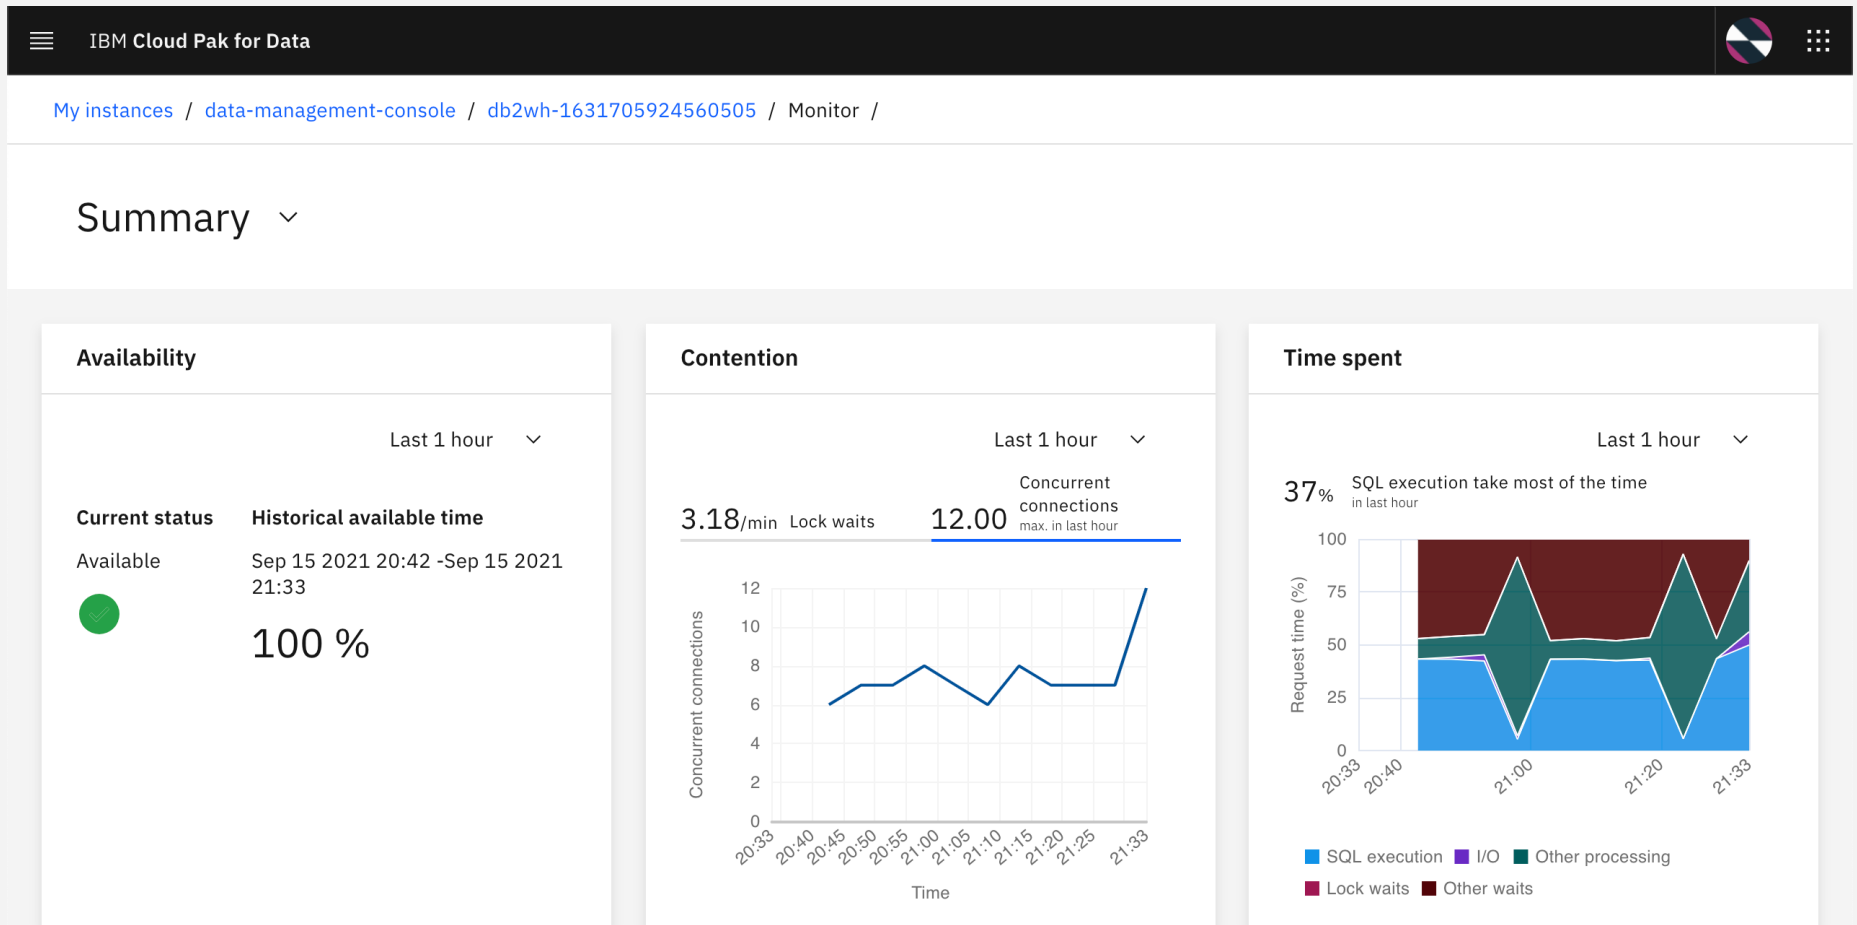 IBM Cloud Pak for Data
My instances / data-management-console / db2wh-1631705924560505 / Monitor /
Summary
Availability
Last 1 hour
Current status
Available
Historical available time
Sep 15 2021 20:42 -Sep 15 2021
21:33
100 %
Contention
Last 1 hour
3.18/min Lock waits
12.00
Concurrent
connections
max. in last hour
Concurrent connections
12
10
8
6
4
2
0
20:33
20:40
20:45
20:50
20:55
21:00
21:05
21:10
21:15
21:20
21:25
21:33
Time
Time spent
Last 1 hour
37%
SQL execution take most of the time
in last hour
Request time (%)
100
75
50
25
0
20:33
20:40
21:00
21:20
21:33
SQL execution I/O Other processing
Lock waits Other waits